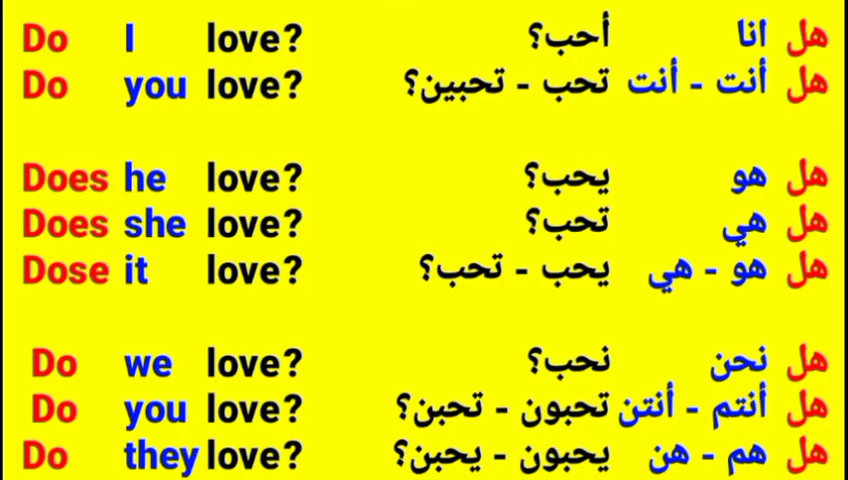 Do I love? هل انا أحب؟
Do you love? هل أنت - أنت تحب - تحبين؟
Does he love? هل هو يحب؟
Does she love? هل هي تحب؟
Dose it love? هل هو - هي يحب - تحب؟
Do we love? هل نحن نحب؟
Do you love? هل أنتم - أنتن تحبون - تحبن؟
Do they love? هل هم - هن يحبون - يحبن؟